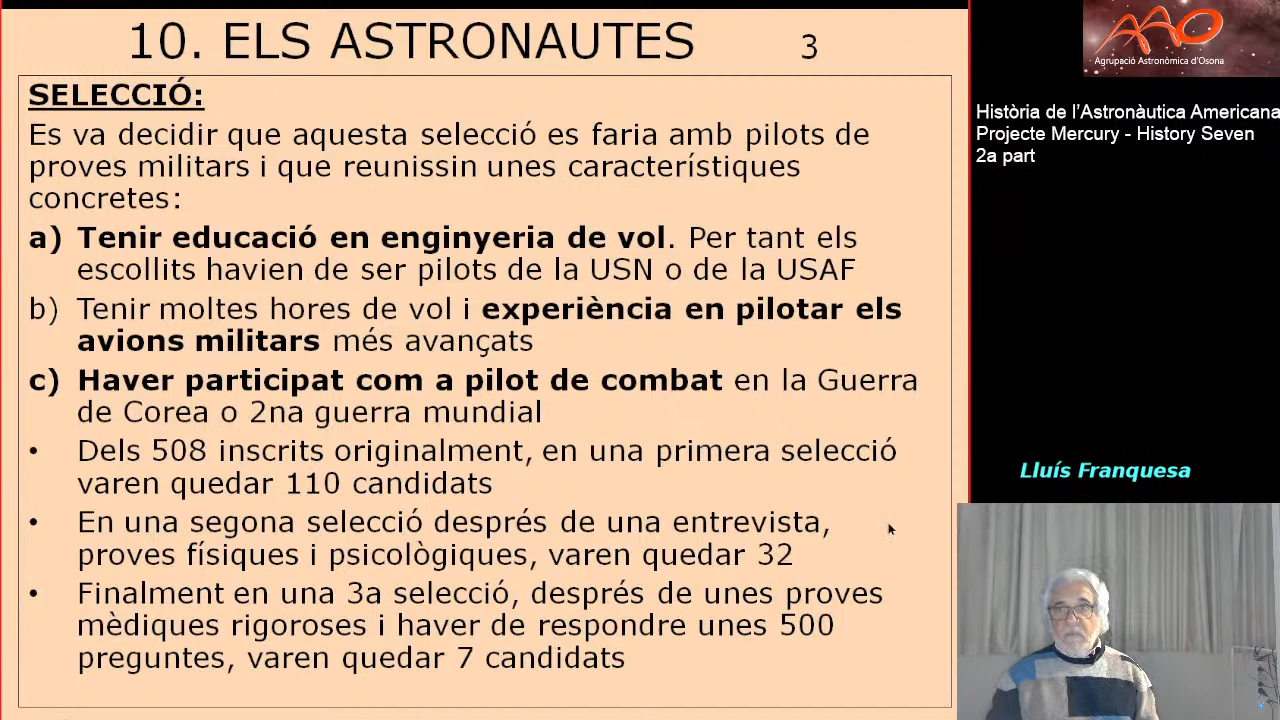 10. ELS ASTRONAUTES 3
SELECCIÓ:
Es va decidir que aquesta selecció es faria amb pilots de
proves militars i que reunissin unes característiques
concretes:
a) Tenir educació en enginyeria de vol. Per tant els
escollits havien de ser pilots de la USN o de la USAF
b) Tenir moltes hores de vol i experiència en pilotar els
avions militars més avançats
c) Haver participat com a pilot de combat en la Guerra
de Corea o 2na guerra mundial
• Dels 508 inscrits originalment, en una primera selecció
varen quedar 110 candidats
• En una segona selecció després de una entrevista,
proves físiques i psicològiques, varen quedar 32
• Finalment en una 3a selecció, després de unes proves
mèdiques rigoroses i haver de respondre unes 500
preguntes, varen quedar 7 candidats
AAO
Agrupació Astronòmica d'Osona
Història de l'Astronàutica Americana
Projecte Mercury - History Seven
2a part
Lluís Franquesa